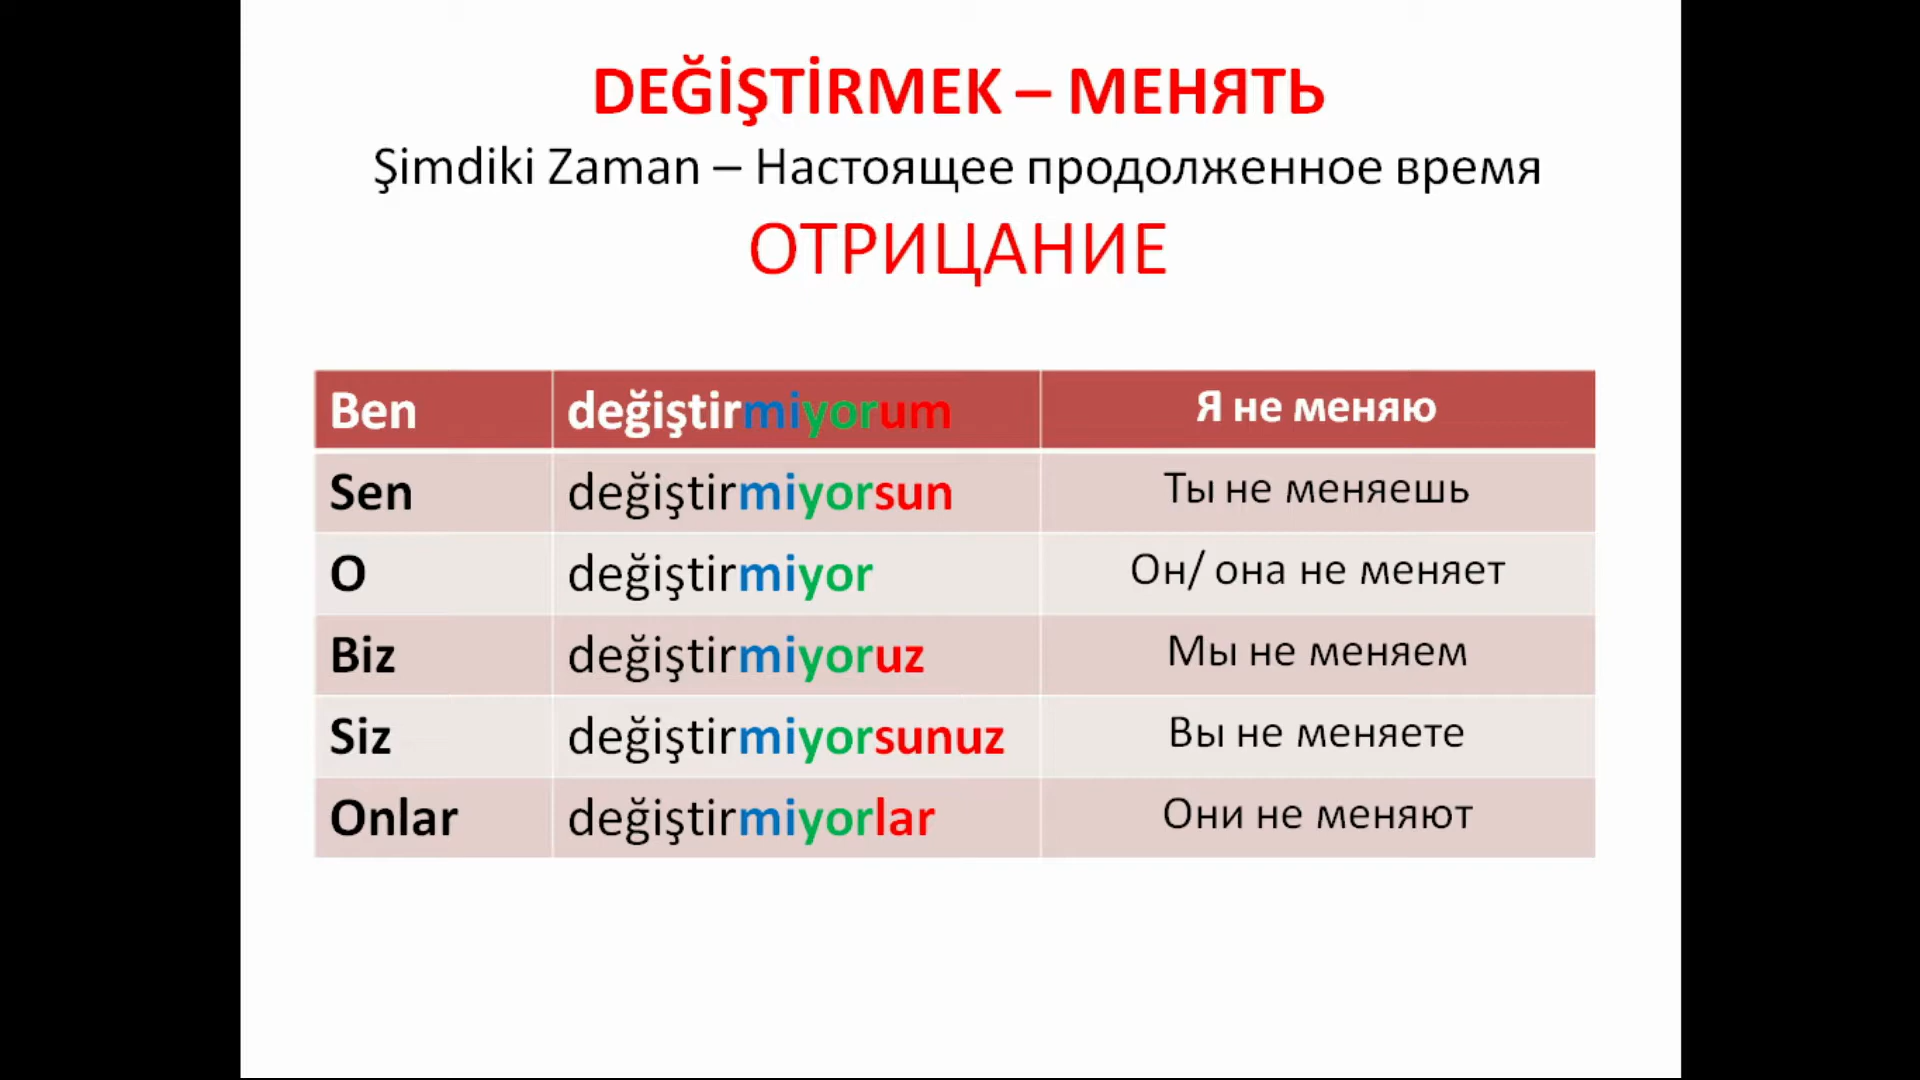 DEĞİŞTİRMEK – МЕНЯТЬ
Şimdiki Zaman – Настоящее продолженное время
ОТРИЦАНИЕ
Ben değiştirmiyorum Я не меняю
Sen değiştirmiyorsun Ты не меняешь
O değiştirmiyor Он/ она не меняет
Biz değiştirmiyoruz Мы не меняем
Siz değiştirmiyorsunuz Вы не меняете
Onlar değiştirmiyorlar Они не меняют